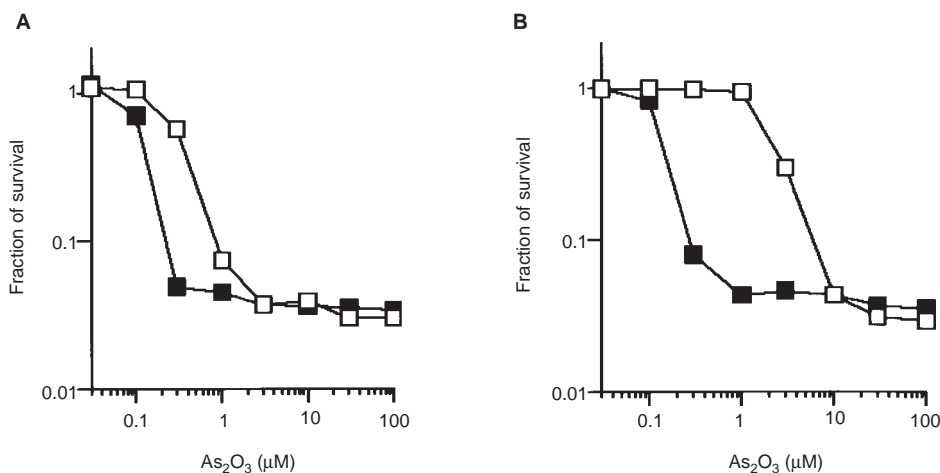 A
1
0.1
0.01
Fraction of survival
0.1 1 10 100
As₂O₃ (μM)
B
1
0.1
0.01
Fraction of survival
0.1 1 10 100
As₂O₃ (μM)